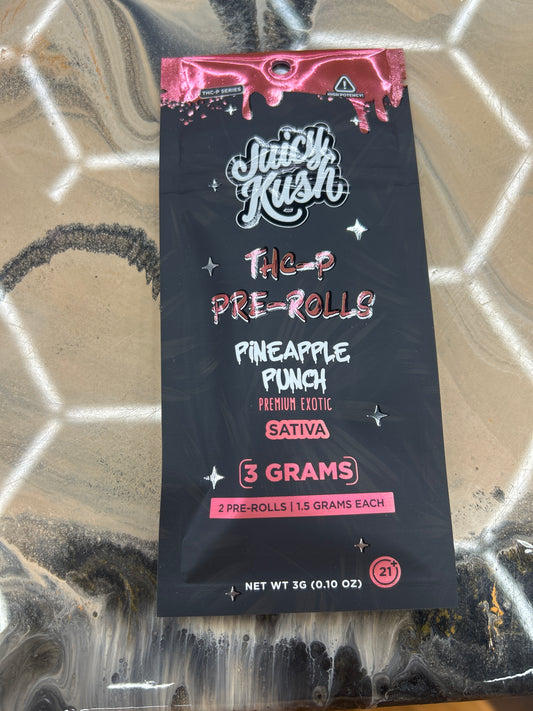 THC-P SERIES
HIGH POTENCY!
Juicy
Kush
THC-P
PRE-ROLLS
PINEAPPLE
PUNCH
PREMIUM EXOTIC
SATIVA
3 GRAMS
2 PRE-ROLLS | 1.5 GRAMS EACH
21+
NET WT 3G (0.10 OZ)